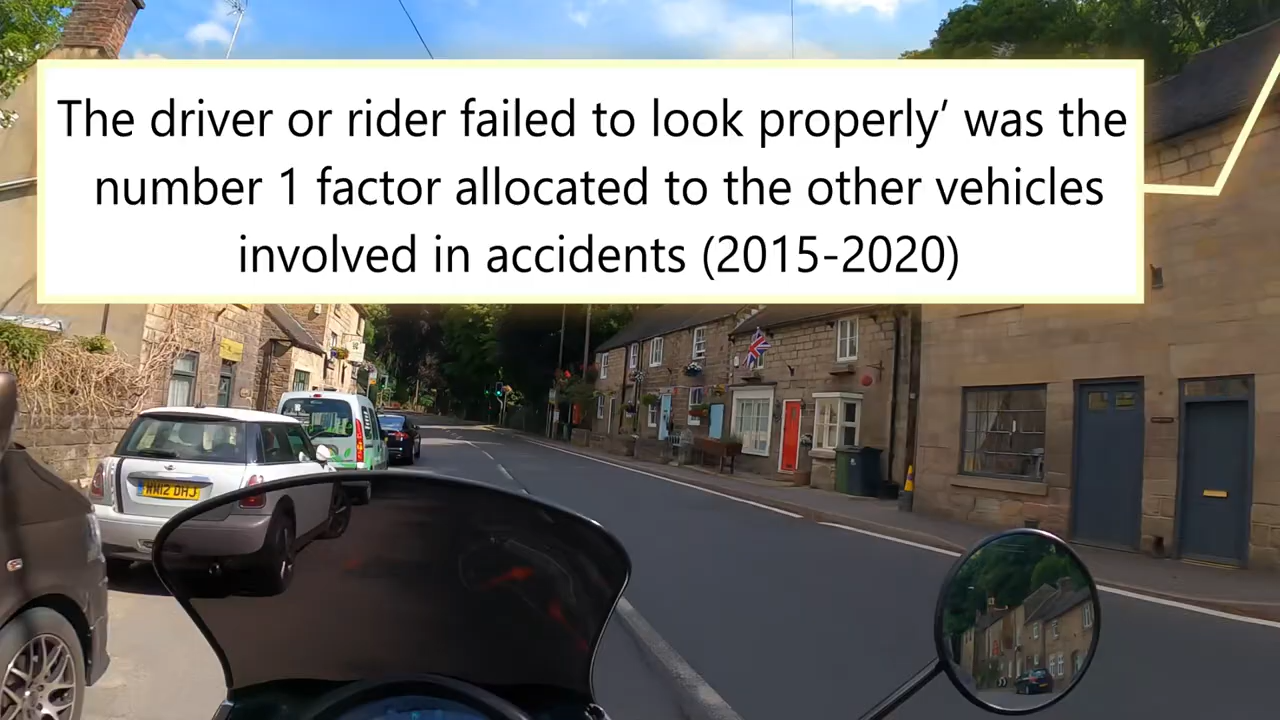 The driver or rider failed to look properly’ was the
number 1 factor allocated to the other vehicles
involved in accidents (2015-2020)
WM12 DHJ